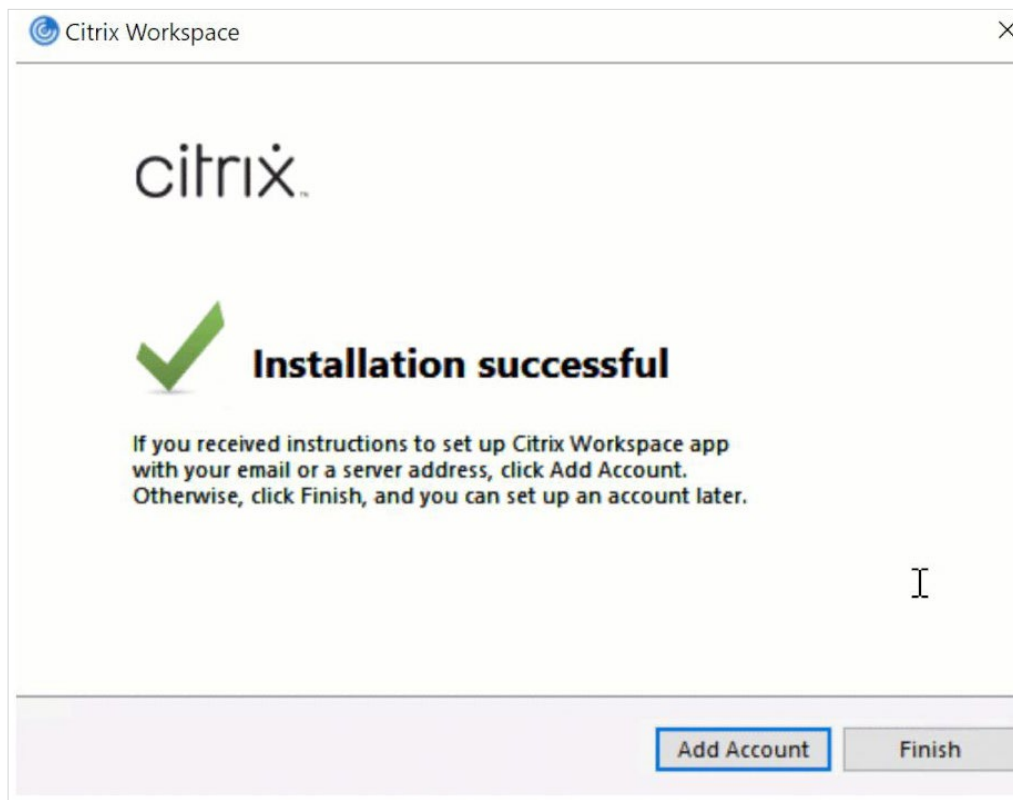 Citrix Workspace
citrix™
Installation successful
If you received instructions to set up Citrix Workspace app
with your email or a server address, click Add Account.
Otherwise, click Finish, and you can set up an account later.
Add Account Finish